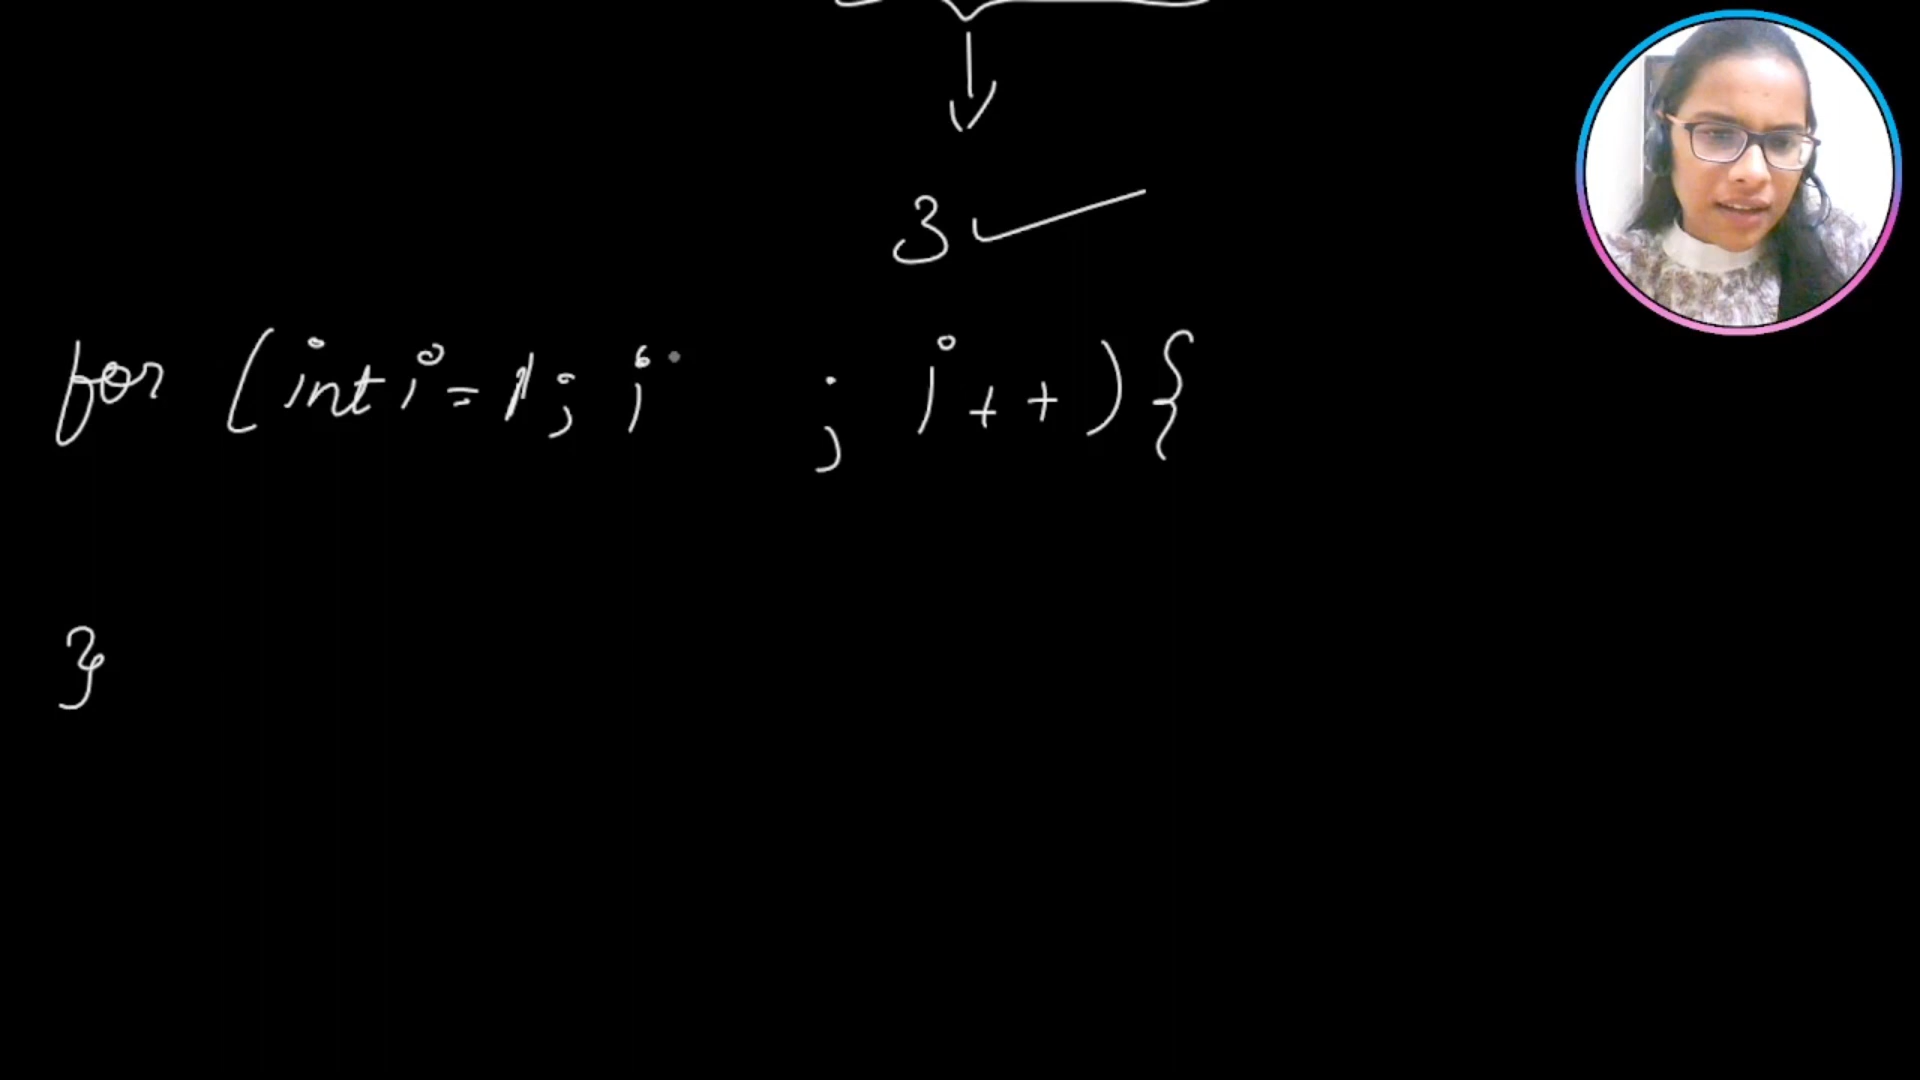 3
for (int i = 1; i ; i++) {
}